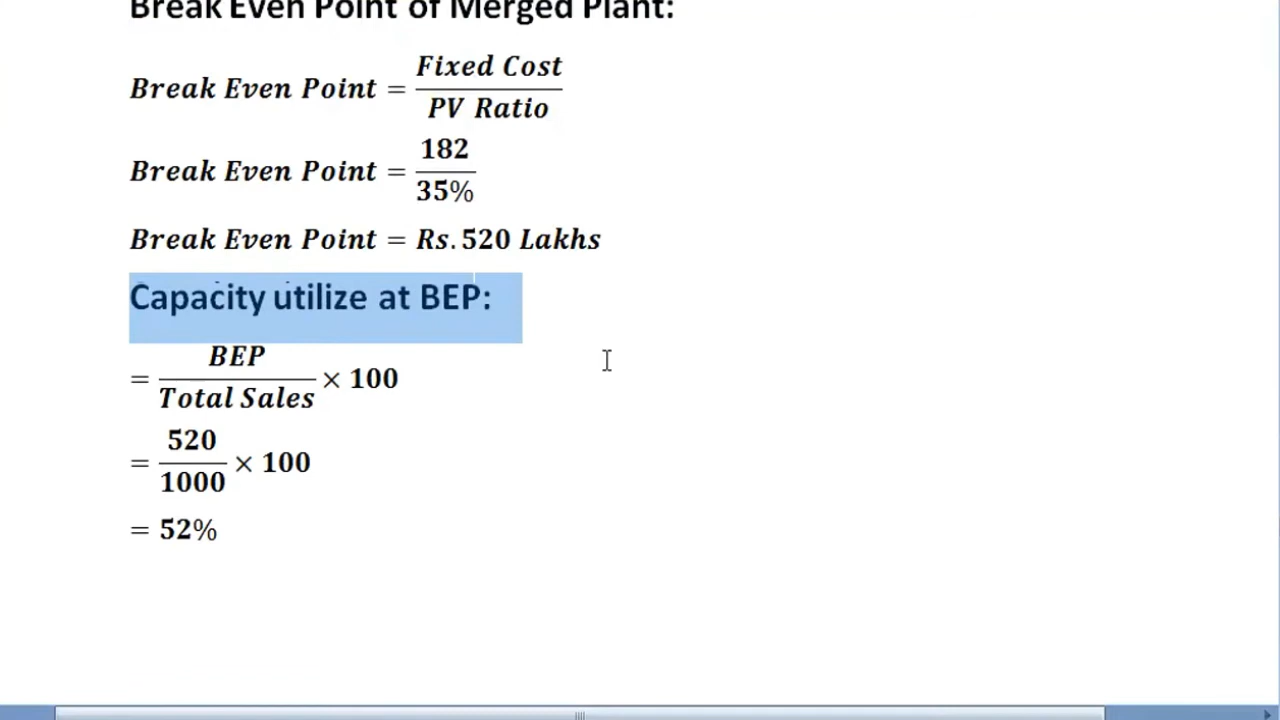 Break Even Point of Merged Plant:
Break Even Point = Fixed Cost / PV Ratio
Break Even Point = 182 / 35%
Break Even Point = Rs. 520 Lakhs
Capacity utilize at BEP:
= BEP / Total Sales × 100
= 520 / 1000 × 100
= 52%